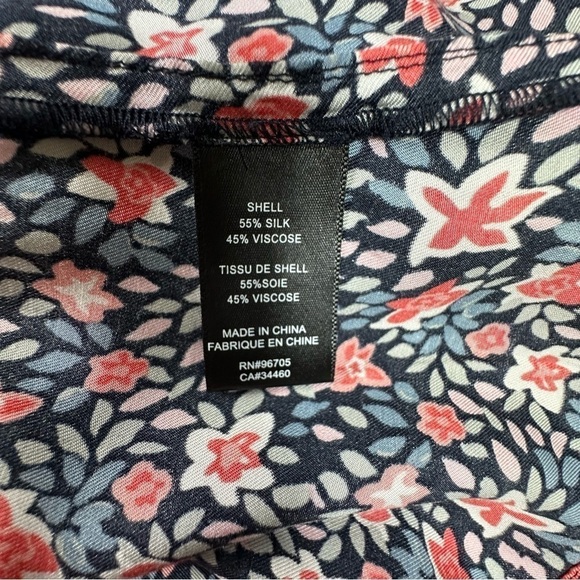 SHELL
55% SILK
45% VISCOSE
TISSU DE SHELL
55%SOIE
45% VISCOSE
MADE IN CHINA
FABRIQUE EN CHINE
RN#96705
CA#34460